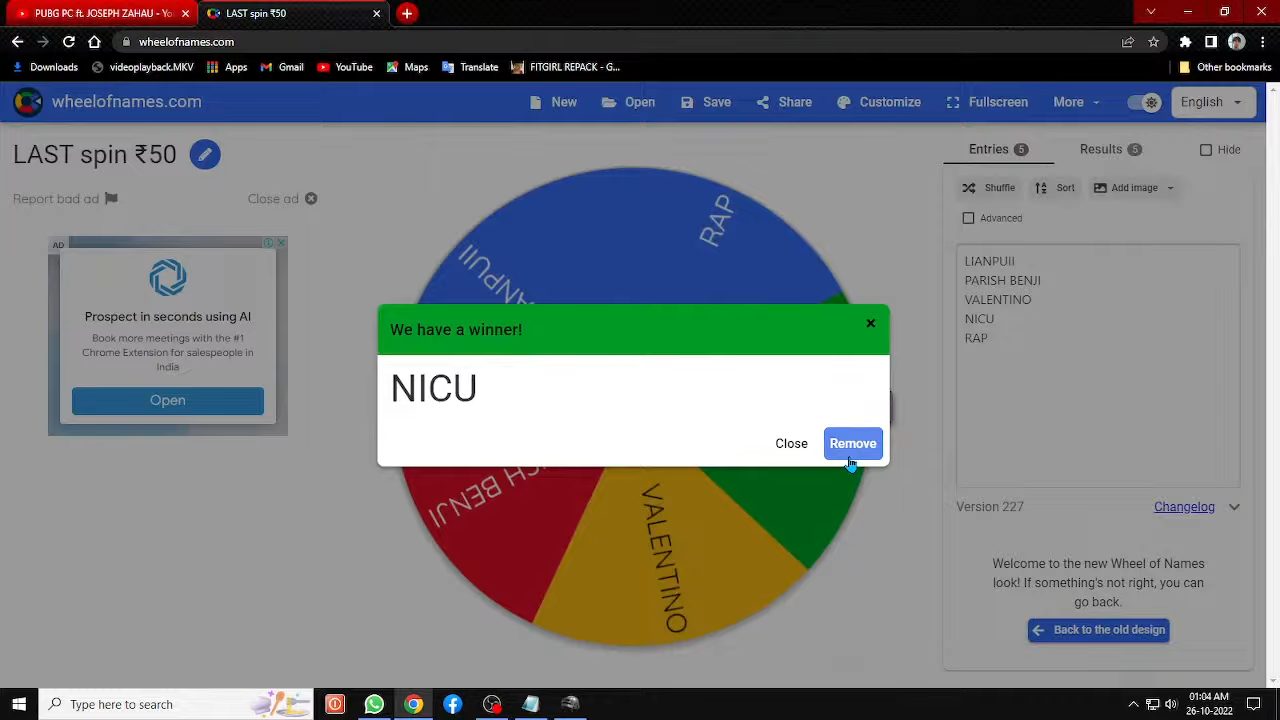 PUBG PC ft. JOSEPH ZAHAU - Yo
LAST spin ₹50
wheelofnames.com
Downloads
videoplayback.MKV
Apps
Gmail
YouTube
Maps
Translate
FITGIRL REPACK - G...
Other bookmarks
wheelofnames.com
New
Open
Save
Share
Customize
Fullscreen
More
English
LAST spin ₹50
Report bad ad
Close ad
AD
Prospect in seconds using AI
Book more meetings with the #1
Chrome Extension for salespeople in
India
Open
RAP
VALENTINO
We have a winner!
NICU
Close
Remove
Entries 5
Results 5
Hide
Shuffle
Sort
Add image
Advanced
LIANPUII
PARISH BENJI
VALENTINO
NICU
RAP
Version 227
Changelog
Welcome to the new Wheel of Names
look! If something's not right, you can
go back.
Back to the old design
Type here to search
01:04 AM
26-10-2022